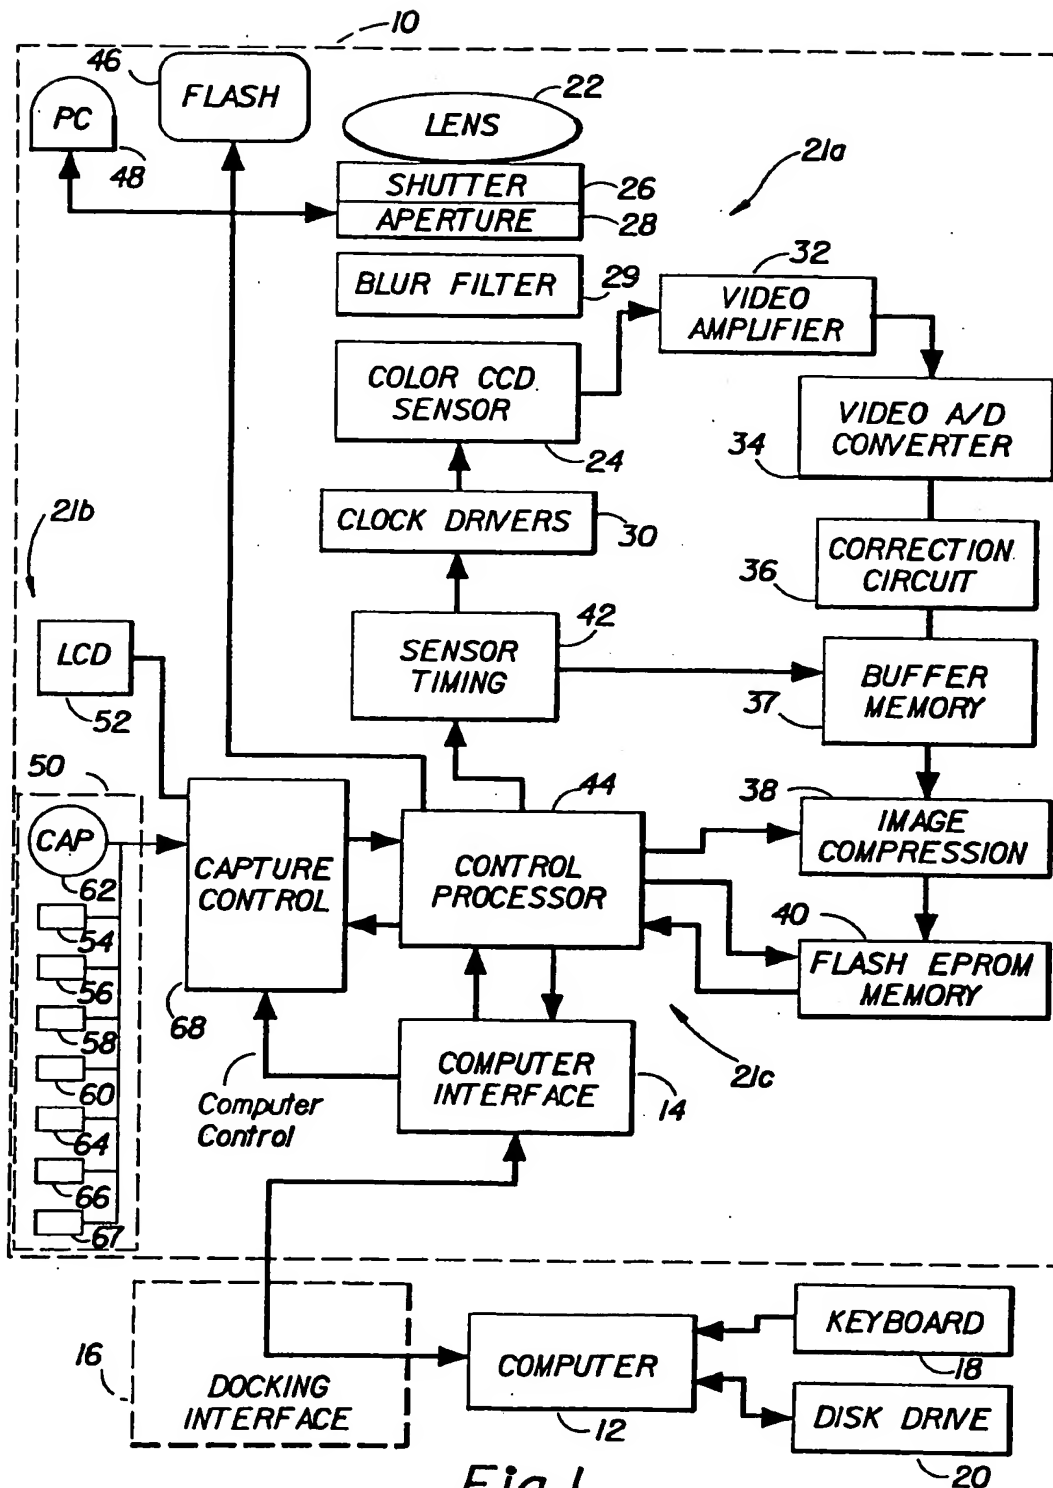 10
46
FLASH
PC
48
22
LENS
SHUTTER
26
APERTURE
28
BLUR FILTER
29
21a
32
VIDEO
AMPLIFIER
COLOR CCD
SENSOR
24
VIDEO A/D
CONVERTER
34
21b
CLOCK DRIVERS
30
CORRECTION
CIRCUIT
36
LCD
52
42
SENSOR
TIMING
BUFFER
MEMORY
37
50
CAP
62
54
56
58
60
64
66
67
CAPTURE
CONTROL
68
44
CONTROL
PROCESSOR
38
IMAGE
COMPRESSION
40
FLASH EPROM
MEMORY
21c
Computer
Control
COMPUTER
INTERFACE
14
16
DOCKING
INTERFACE
COMPUTER
12
KEYBOARD
18
DISK DRIVE
20
Fig. 1